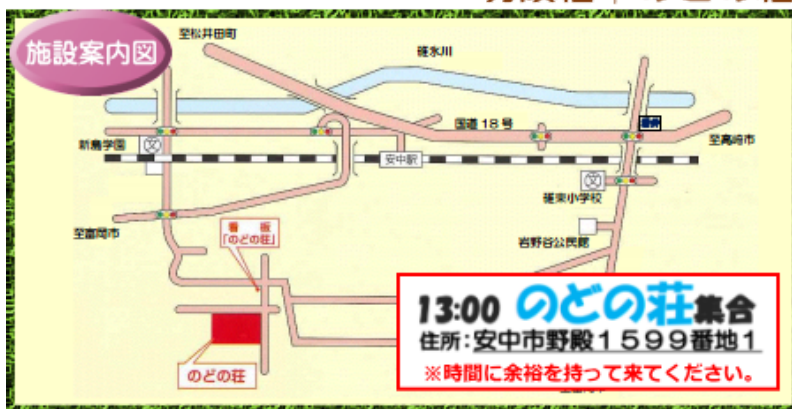 施設案内図
至松井田町
碓氷川
国道18号
新島学園
文
安中駅
至高崎市
文
碓東小学校
至富岡市
看板
「のどの荘」
岩野谷公民館
のどの荘
13:00 のどの荘集合
住所:安中市野殿1599番地1
※時間に余裕を持って来てください。